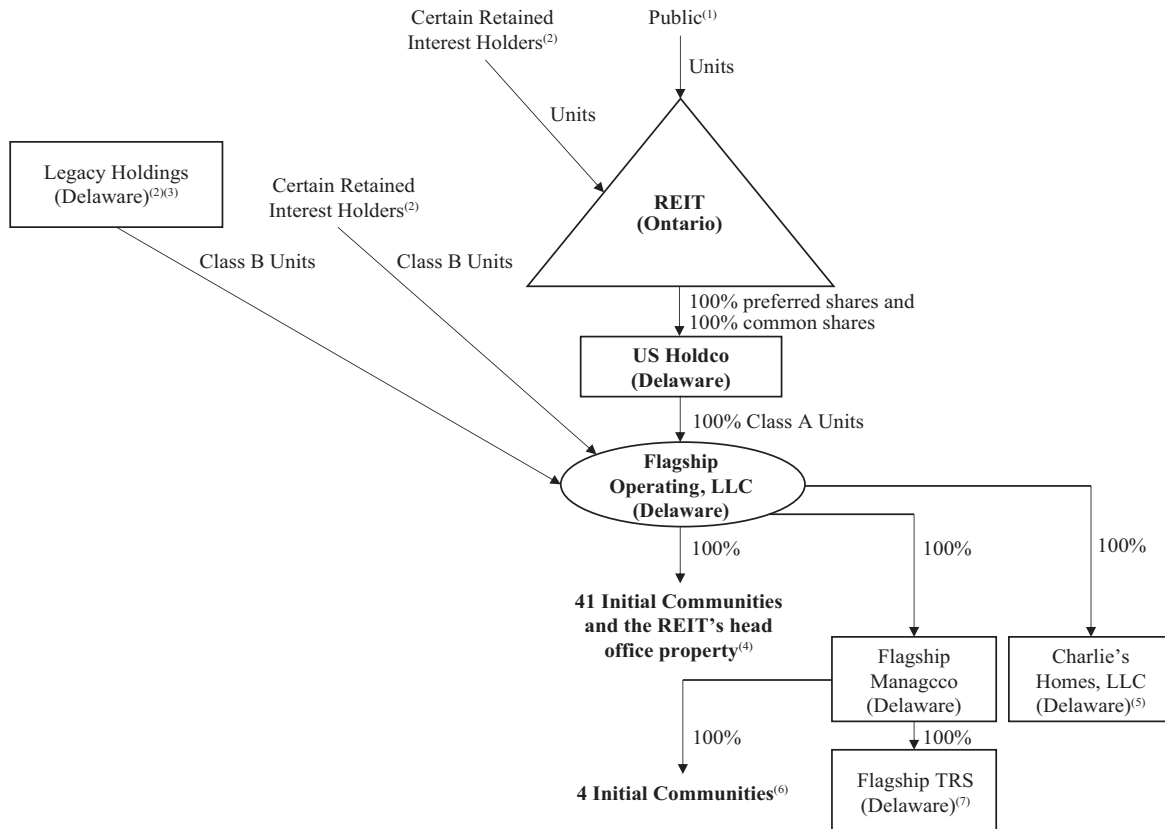 Certain Retained
Interest Holders(2)
Public(1)
Units
Units
Legacy Holdings
(Delaware)(2)(3)
Certain Retained
Interest Holders(2)
REIT
(Ontario)
Class B Units
Class B Units
100% preferred shares and
100% common shares
US Holdco
(Delaware)
100% Class A Units
Flagship
Operating, LLC
(Delaware)
100%
100%
100%
41 Initial Communities
and the REIT's head
office property(4)
Flagship
Managcco
(Delaware)
Charlie's
Homes, LLC
(Delaware)(5)
100%
100%
4 Initial Communities(6)
Flagship TRS
(Delaware)(7)